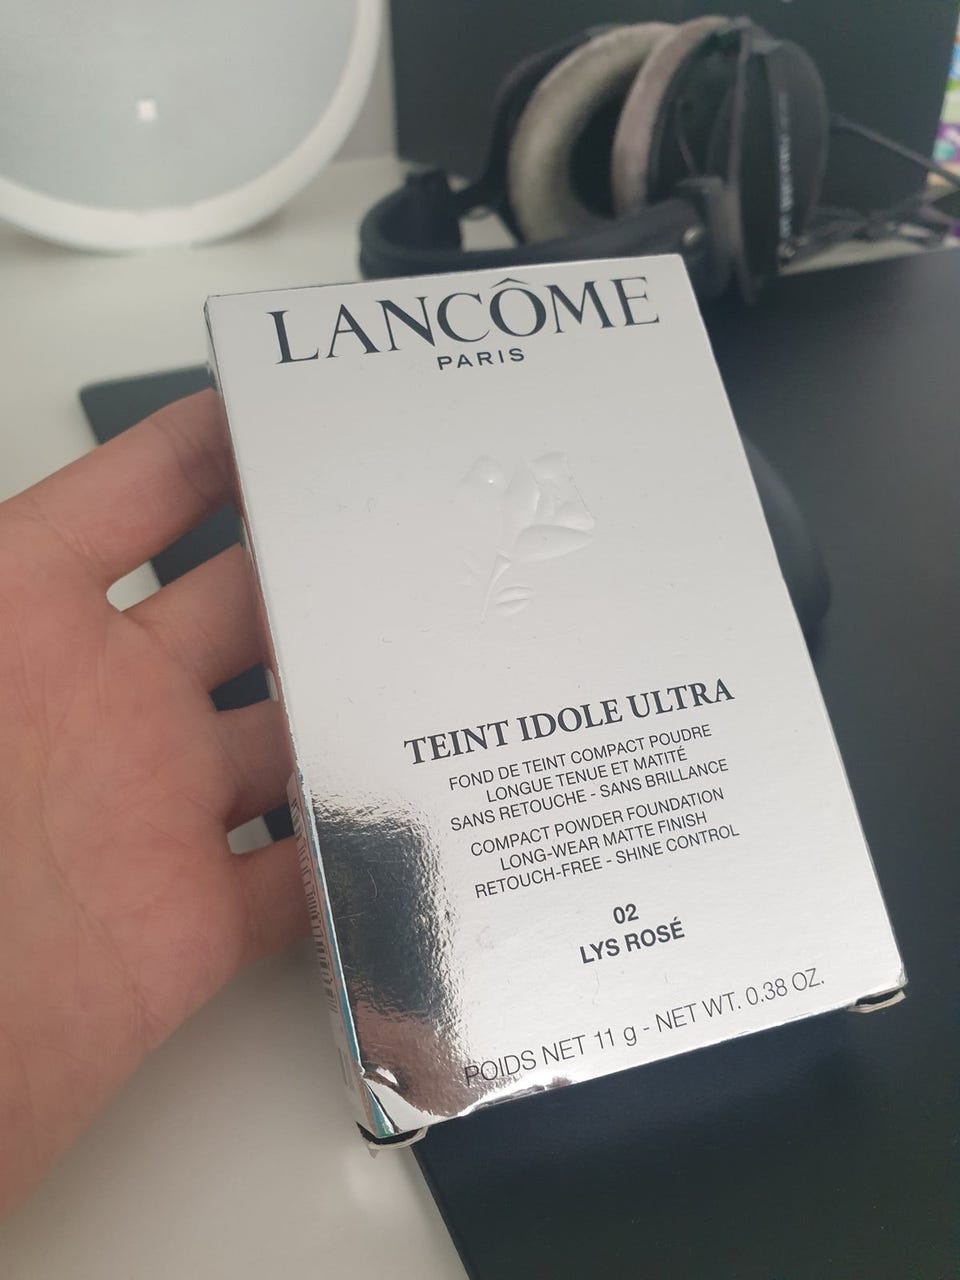 LANCÔME
PARIS
TEINT IDOLE ULTRA
FOND DE TEINT COMPACT POUDRE
LONGUE TENUE ET MATITÉ
SANS RETOUCHE - SANS BRILLANCE
COMPACT POWDER FOUNDATION
LONG-WEAR MATTE FINISH
RETOUCH-FREE - SHINE CONTROL
02
LYS ROSÉ
POIDS NET 11 g - NET WT. 0.38 OZ.